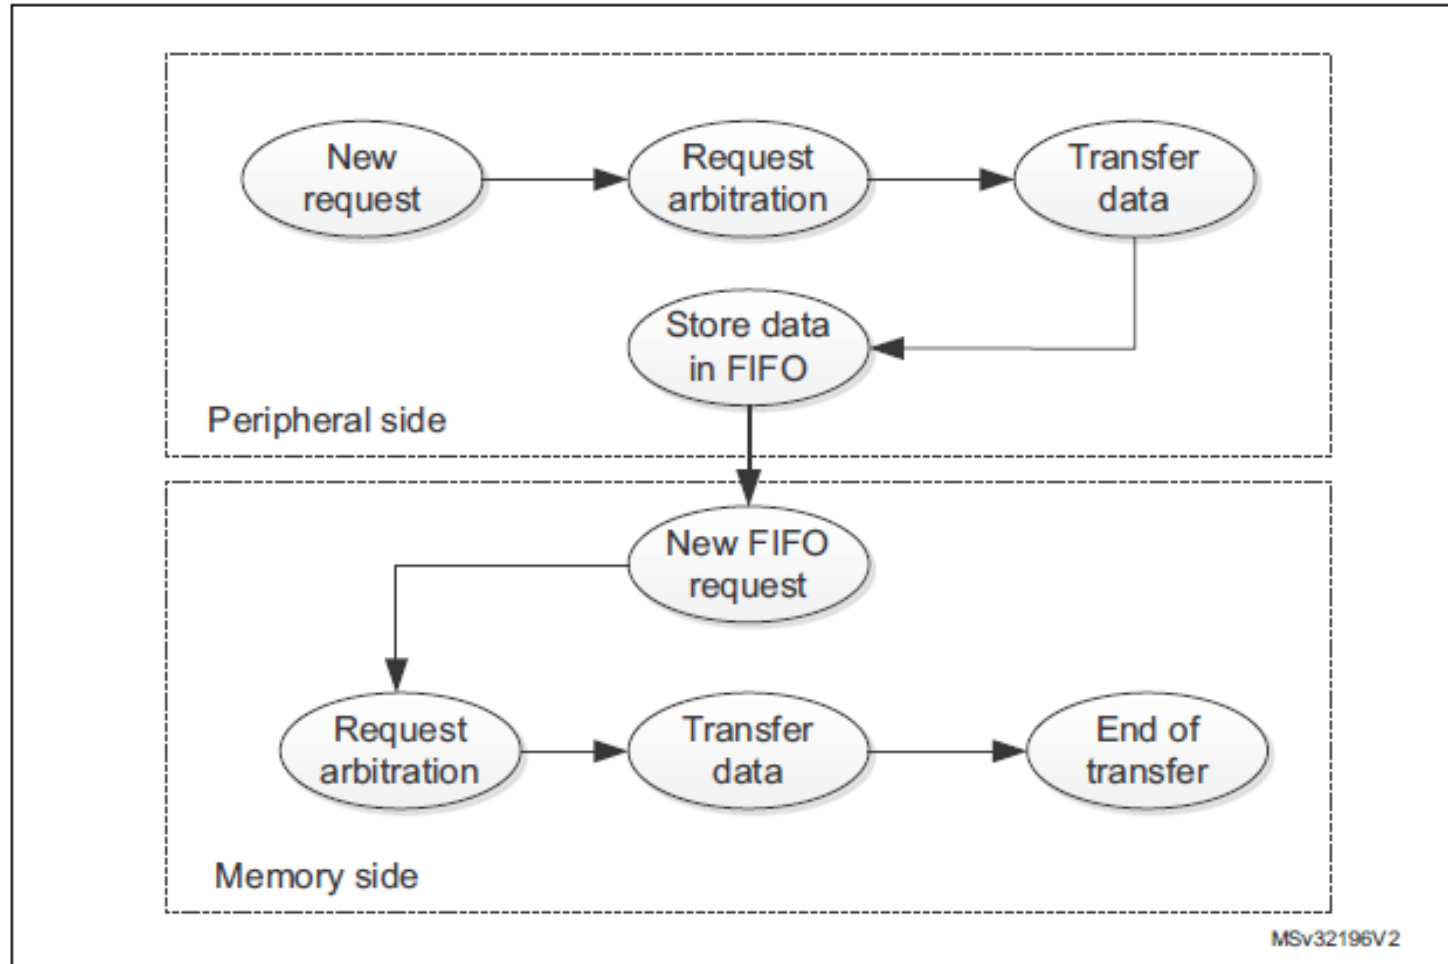 New
request
Request
arbitration
Transfer
data
Store data
in FIFO
Peripheral side
New FIFO
request
Request
arbitration
Transfer
data
End of
transfer
Memory side
MSv32196V2